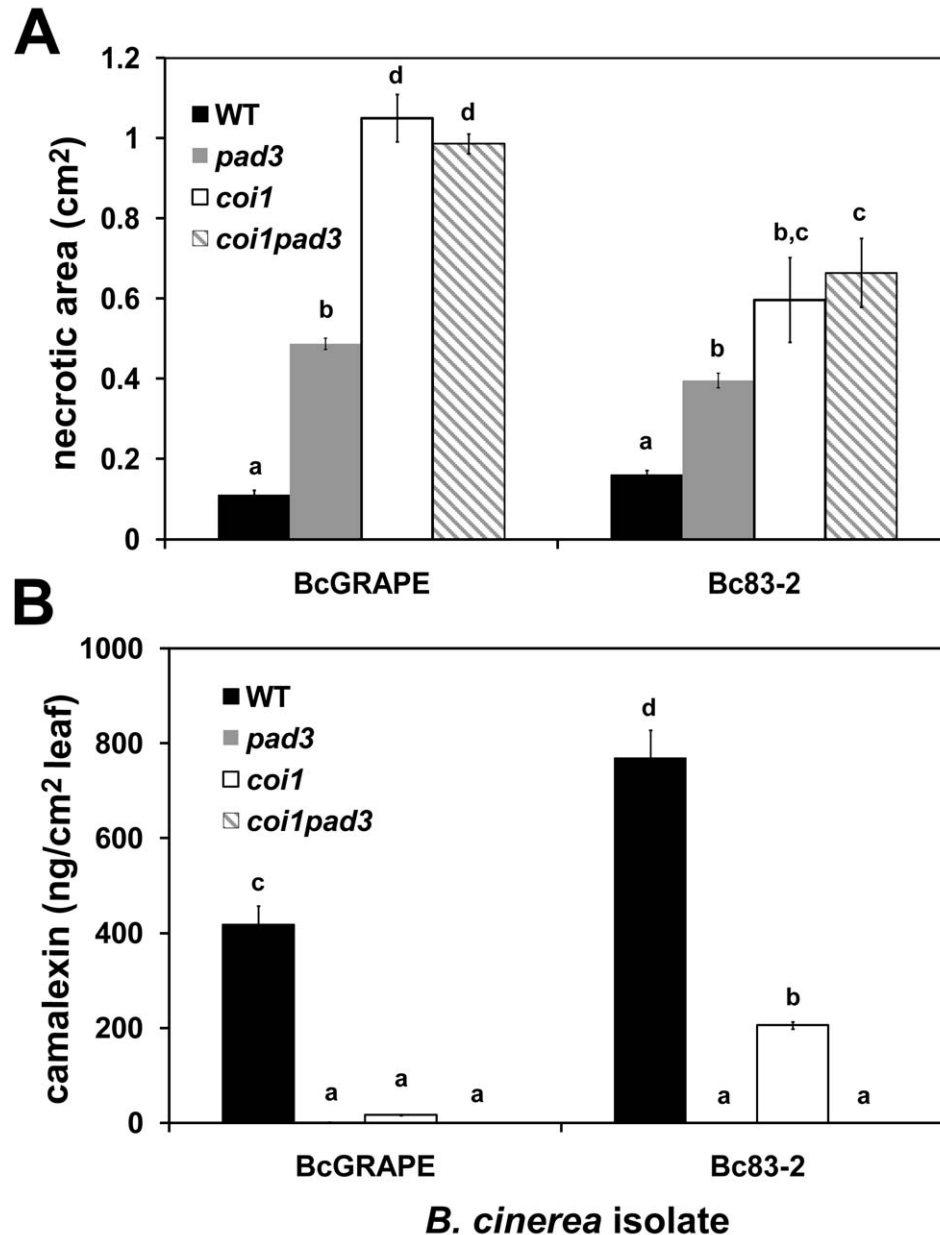 A
necrotic area (cm²)
1.2
1
0.8
0.6
0.4
0.2
0
WT
pad3
coi1
coi1pad3
a
b
d
d
a
b
b,c
c
BcGRAPE
Bc83-2
B
camalexin (ng/cm² leaf)
1000
800
600
400
200
0
WT
pad3
coi1
coi1pad3
c
a
a
a
d
a
b
a
BcGRAPE
Bc83-2
B. cinerea isolate